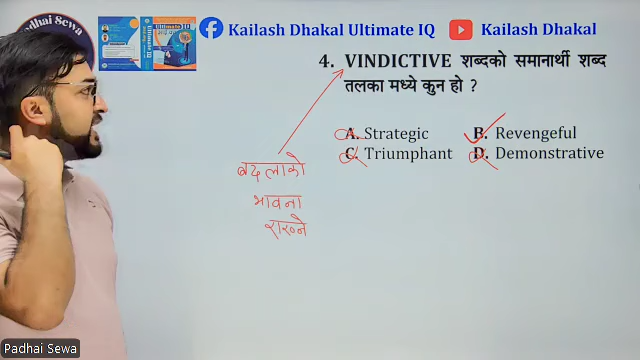 Padhai Sewa
Kailash Dhakal Ultimate IQ
Kailash Dhakal
4. VINDICTIVE शब्दको समानार्थी शब्द
तलका मध्ये कुन हो ?
A. Strategic
B. Revengeful
C. Triumphant
D. Demonstrative
बदलाको
भावना
राख्ने
Padhai Sewa